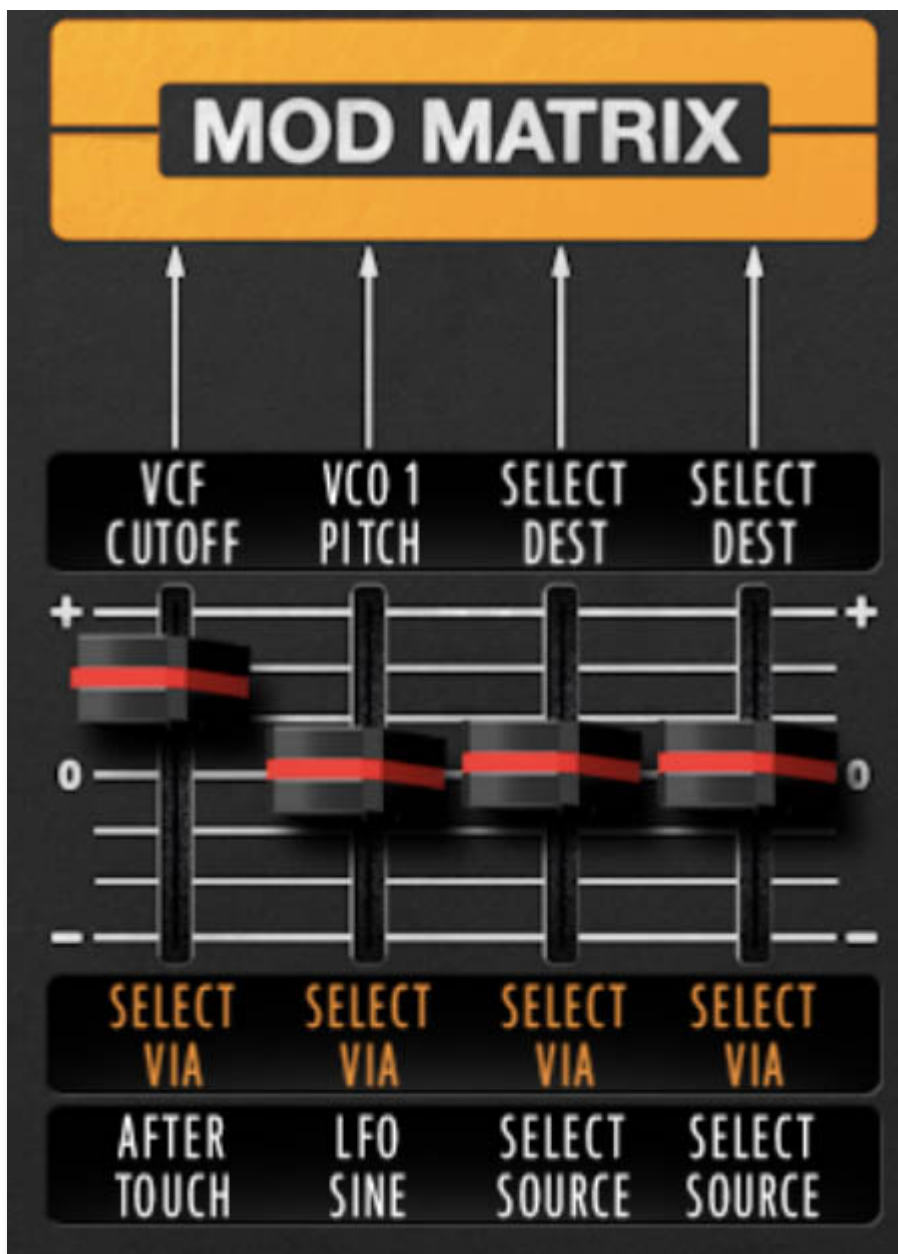 MOD MATRIX
VCF VCO 1 SELECT SELECT
CUTOFF PITCH DEST DEST
+ +
0 0
- -
SELECT SELECT SELECT SELECT
VIA VIA VIA VIA
AFTER LFO SELECT SELECT
TOUCH SINE SOURCE SOURCE